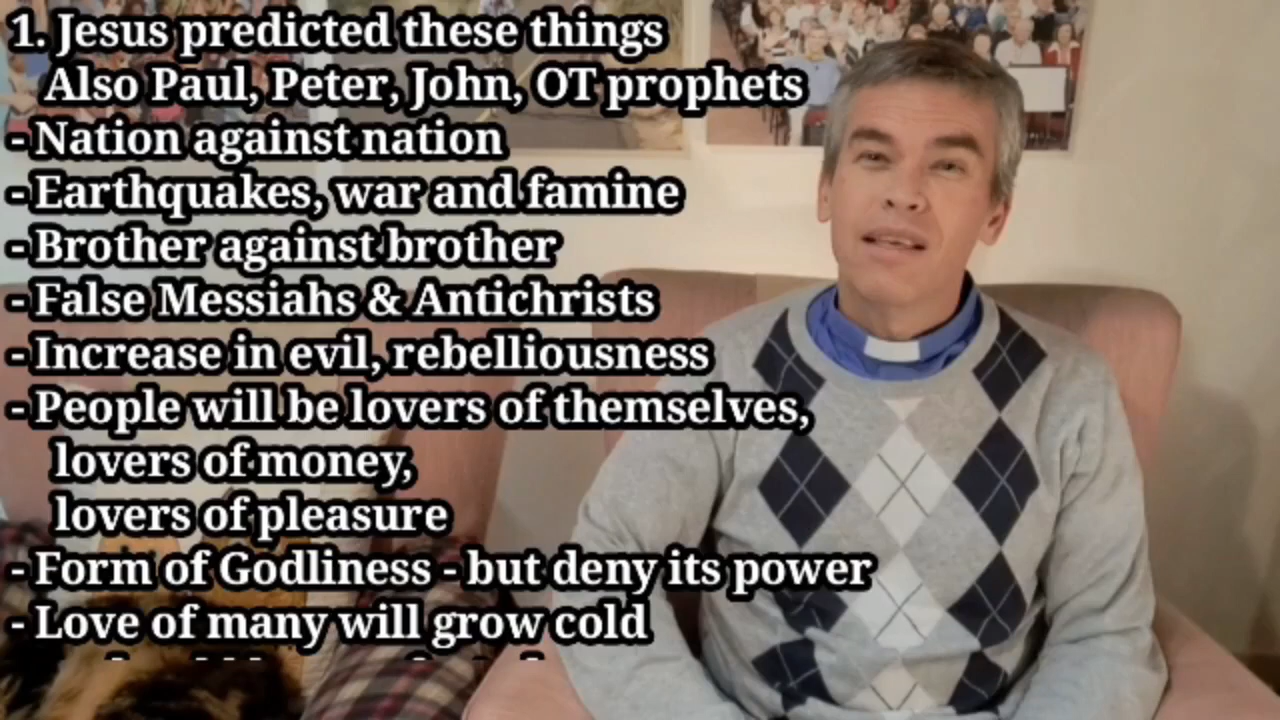 1. Jesus predicted these things
Also Paul, Peter, John, OT prophets
- Nation against nation
- Earthquakes, war and famine
- Brother against brother
- False Messiahs & Antichrists
- Increase in evil, rebelliousness
- People will be lovers of themselves,
lovers of money,
lovers of pleasure
- Form of Godliness - but deny its power
- Love of many will grow cold